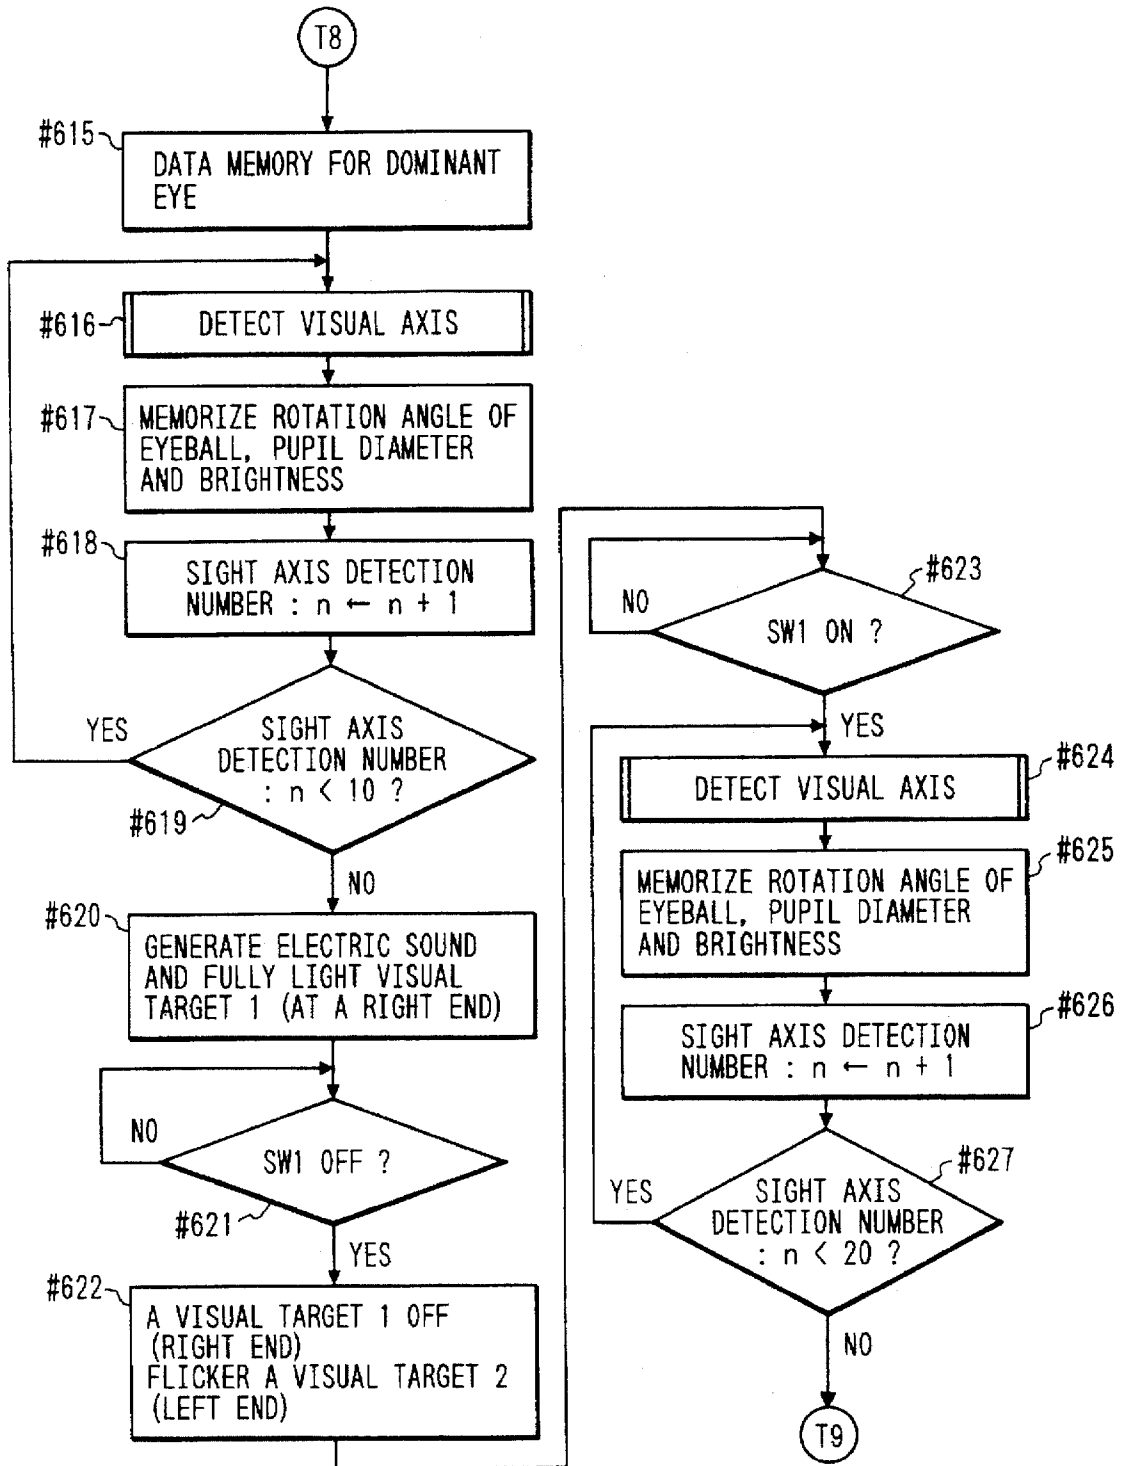 T8
#615
DATA MEMORY FOR DOMINANT
EYE
#616
DETECT VISUAL AXIS
#617
MEMORIZE ROTATION ANGLE OF
EYEBALL, PUPIL DIAMETER
AND BRIGHTNESS
#618
SIGHT AXIS DETECTION
NUMBER : n ← n + 1
YES
SIGHT AXIS
DETECTION NUMBER
: n < 10 ?
#619
NO
#620
GENERATE ELECTRIC SOUND
AND FULLY LIGHT VISUAL
TARGET 1 (AT A RIGHT END)
NO
SW1 OFF ?
#621
YES
#622
A VISUAL TARGET 1 OFF
(RIGHT END)
FLICKER A VISUAL TARGET 2
(LEFT END)
#623
NO
SW1 ON ?
YES
#624
DETECT VISUAL AXIS
#625
MEMORIZE ROTATION ANGLE OF
EYEBALL, PUPIL DIAMETER
AND BRIGHTNESS
#626
SIGHT AXIS DETECTION
NUMBER : n ← n + 1
#627
YES
SIGHT AXIS
DETECTION NUMBER
: n < 20 ?
NO
T9